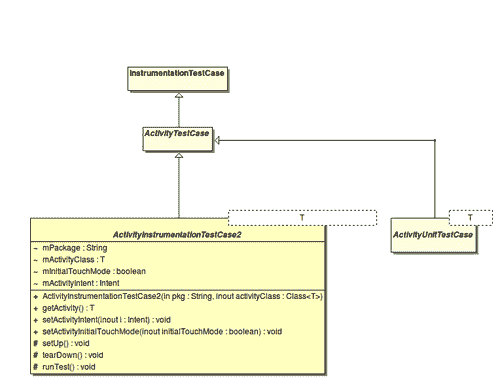 InstrumentationTestCase
ActivityTestCase
T
T
ActivityInstrumentationTestCase2
ActivityUnitTestCase
~ mPackage : String
~ mActivityClass : T
~ mInitialTouchMode : boolean
~ mActivityIntent : Intent
+ ActivityInstrumentationTestCase2(in pkg : String, inout activityClass : Class<T>)
+ getActivity() : T
+ setActivityIntent(inout i : Intent) : void
+ setActivityInitialTouchMode(inout initialTouchMode : boolean) : void
# setUp() : void
# tearDown() : void
# runTest() : void